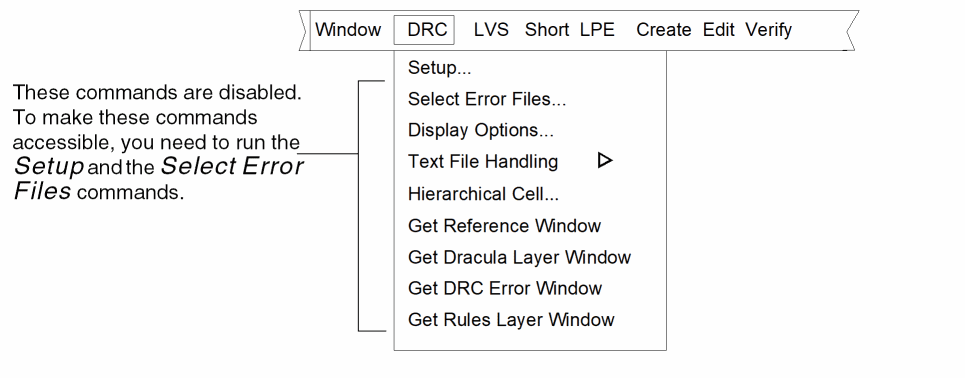 Window DRC LVS Short LPE Create Edit Verify
Setup...
Select Error Files...
Display Options...
Text File Handling
Hierarchical Cell...
Get Reference Window
Get Dracula Layer Window
Get DRC Error Window
Get Rules Layer Window
These commands are disabled.
To make these commands
accessible, you need to run the
Setup and the Select Error
Files commands.